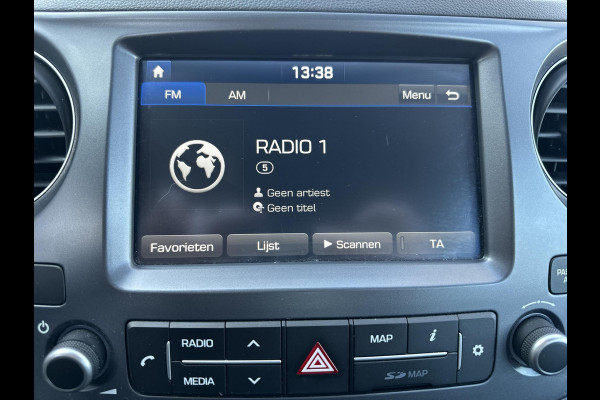 13:38
FM AM Menu
RADIO 1
5
Geen artiest
Geen titel
Favorieten Lijst Scannen TA
RADIO MAP i
MEDIA SD MAP
PAS